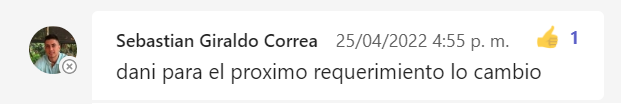 Sebastian Giraldo Correa 25/04/2022 4:55 p. m. 1
dani para el proximo requerimiento lo cambio